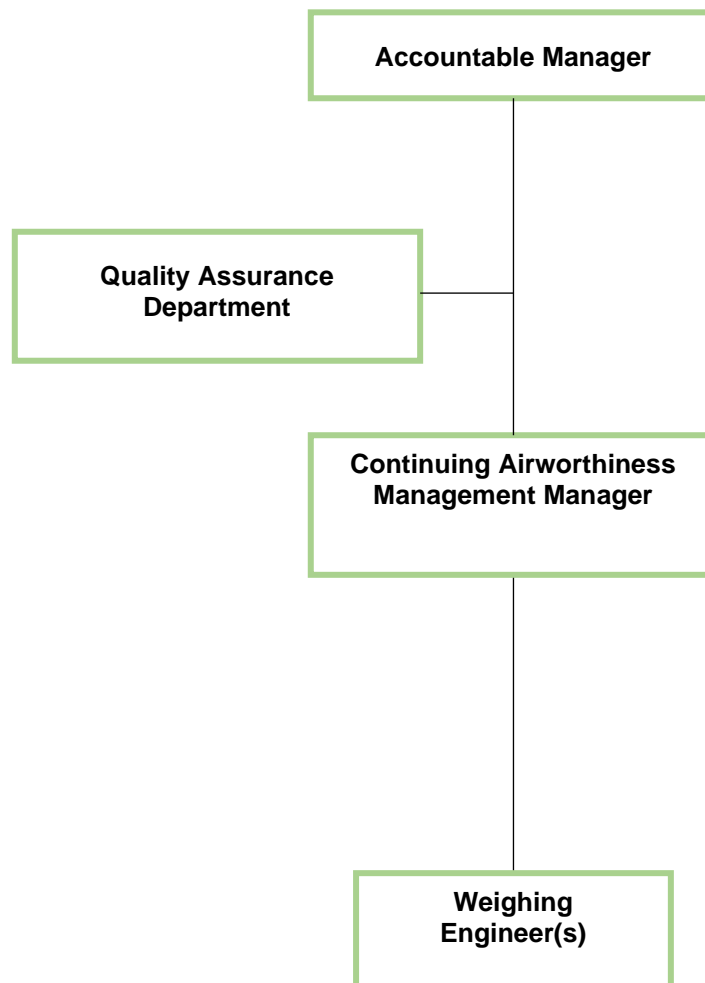 Accountable Manager
Quality Assurance
Department
Continuing Airworthiness
Management Manager
Weighing
Engineer(s)